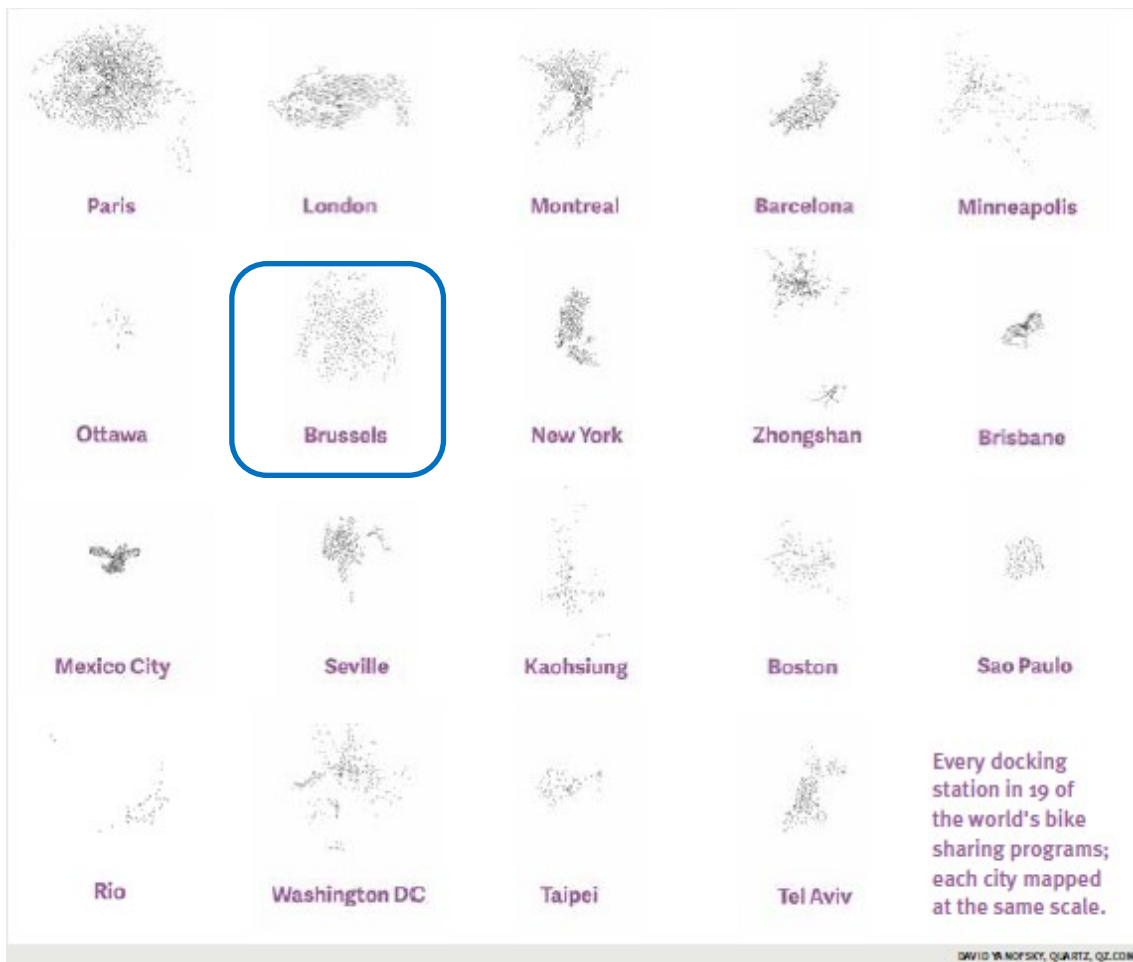 Paris
London
Montreal
Barcelona
Minneapolis
Ottawa
Brussels
New York
Zhongshan
Brisbane
Mexico City
Seville
Kaohsiung
Boston
Sao Paulo
Rio
Washington DC
Taipei
Tel Aviv
Every docking
station in 19 of
the world's bike
sharing programs;
each city mapped
at the same scale.
DAVID YANOFSKY, QUARTZ, QZ.COM